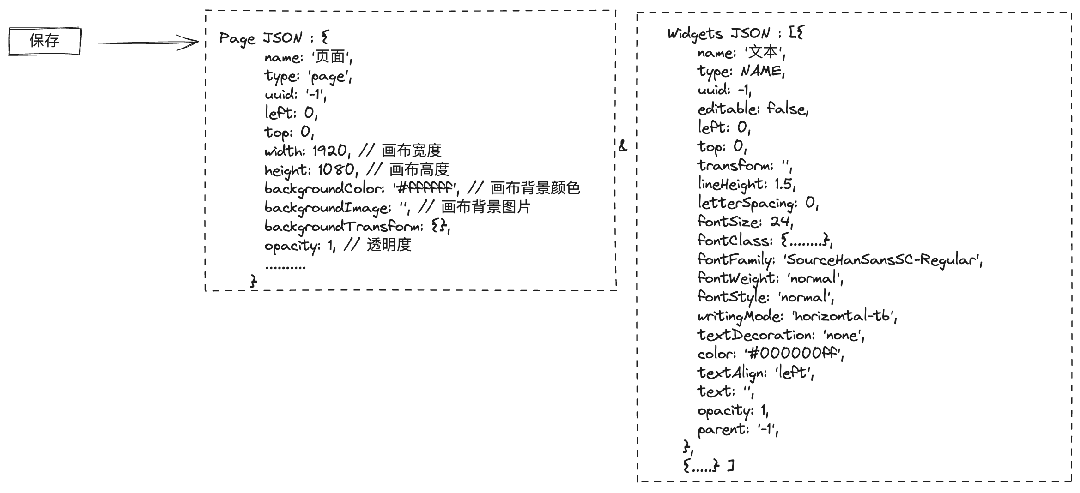 保存
Page JSON : {
name: '页面',
type: 'page',
uuid: '-1',
left: 0,
top: 0,
width: 1920, // 画布宽度
height: 1080, // 画布高度
backgroundColor: '#ffffff', // 画布背景颜色
backgroundImage: '', // 画布背景图片
backgroundTransform: {},
opacity: 1, // 透明度
..........
}
&
Widgets JSON : [{
name: '文本',
type: NAME,
uuid: -1,
editable: false,
left: 0,
top: 0,
transform: '',
lineHeight: 1.5,
letterSpacing: 0,
fontSize: 24,
fontClass: {........},
fontFamily: 'SourceHanSansSC-Regular',
fontWeight: 'normal',
fontStyle: 'normal',
writingMode: 'horizontal-tb',
textDecoration: 'none',
color: '#000000ff',
textAlign: 'left',
text: '',
opacity: 1,
parent: '-1',
},
{.....} ]